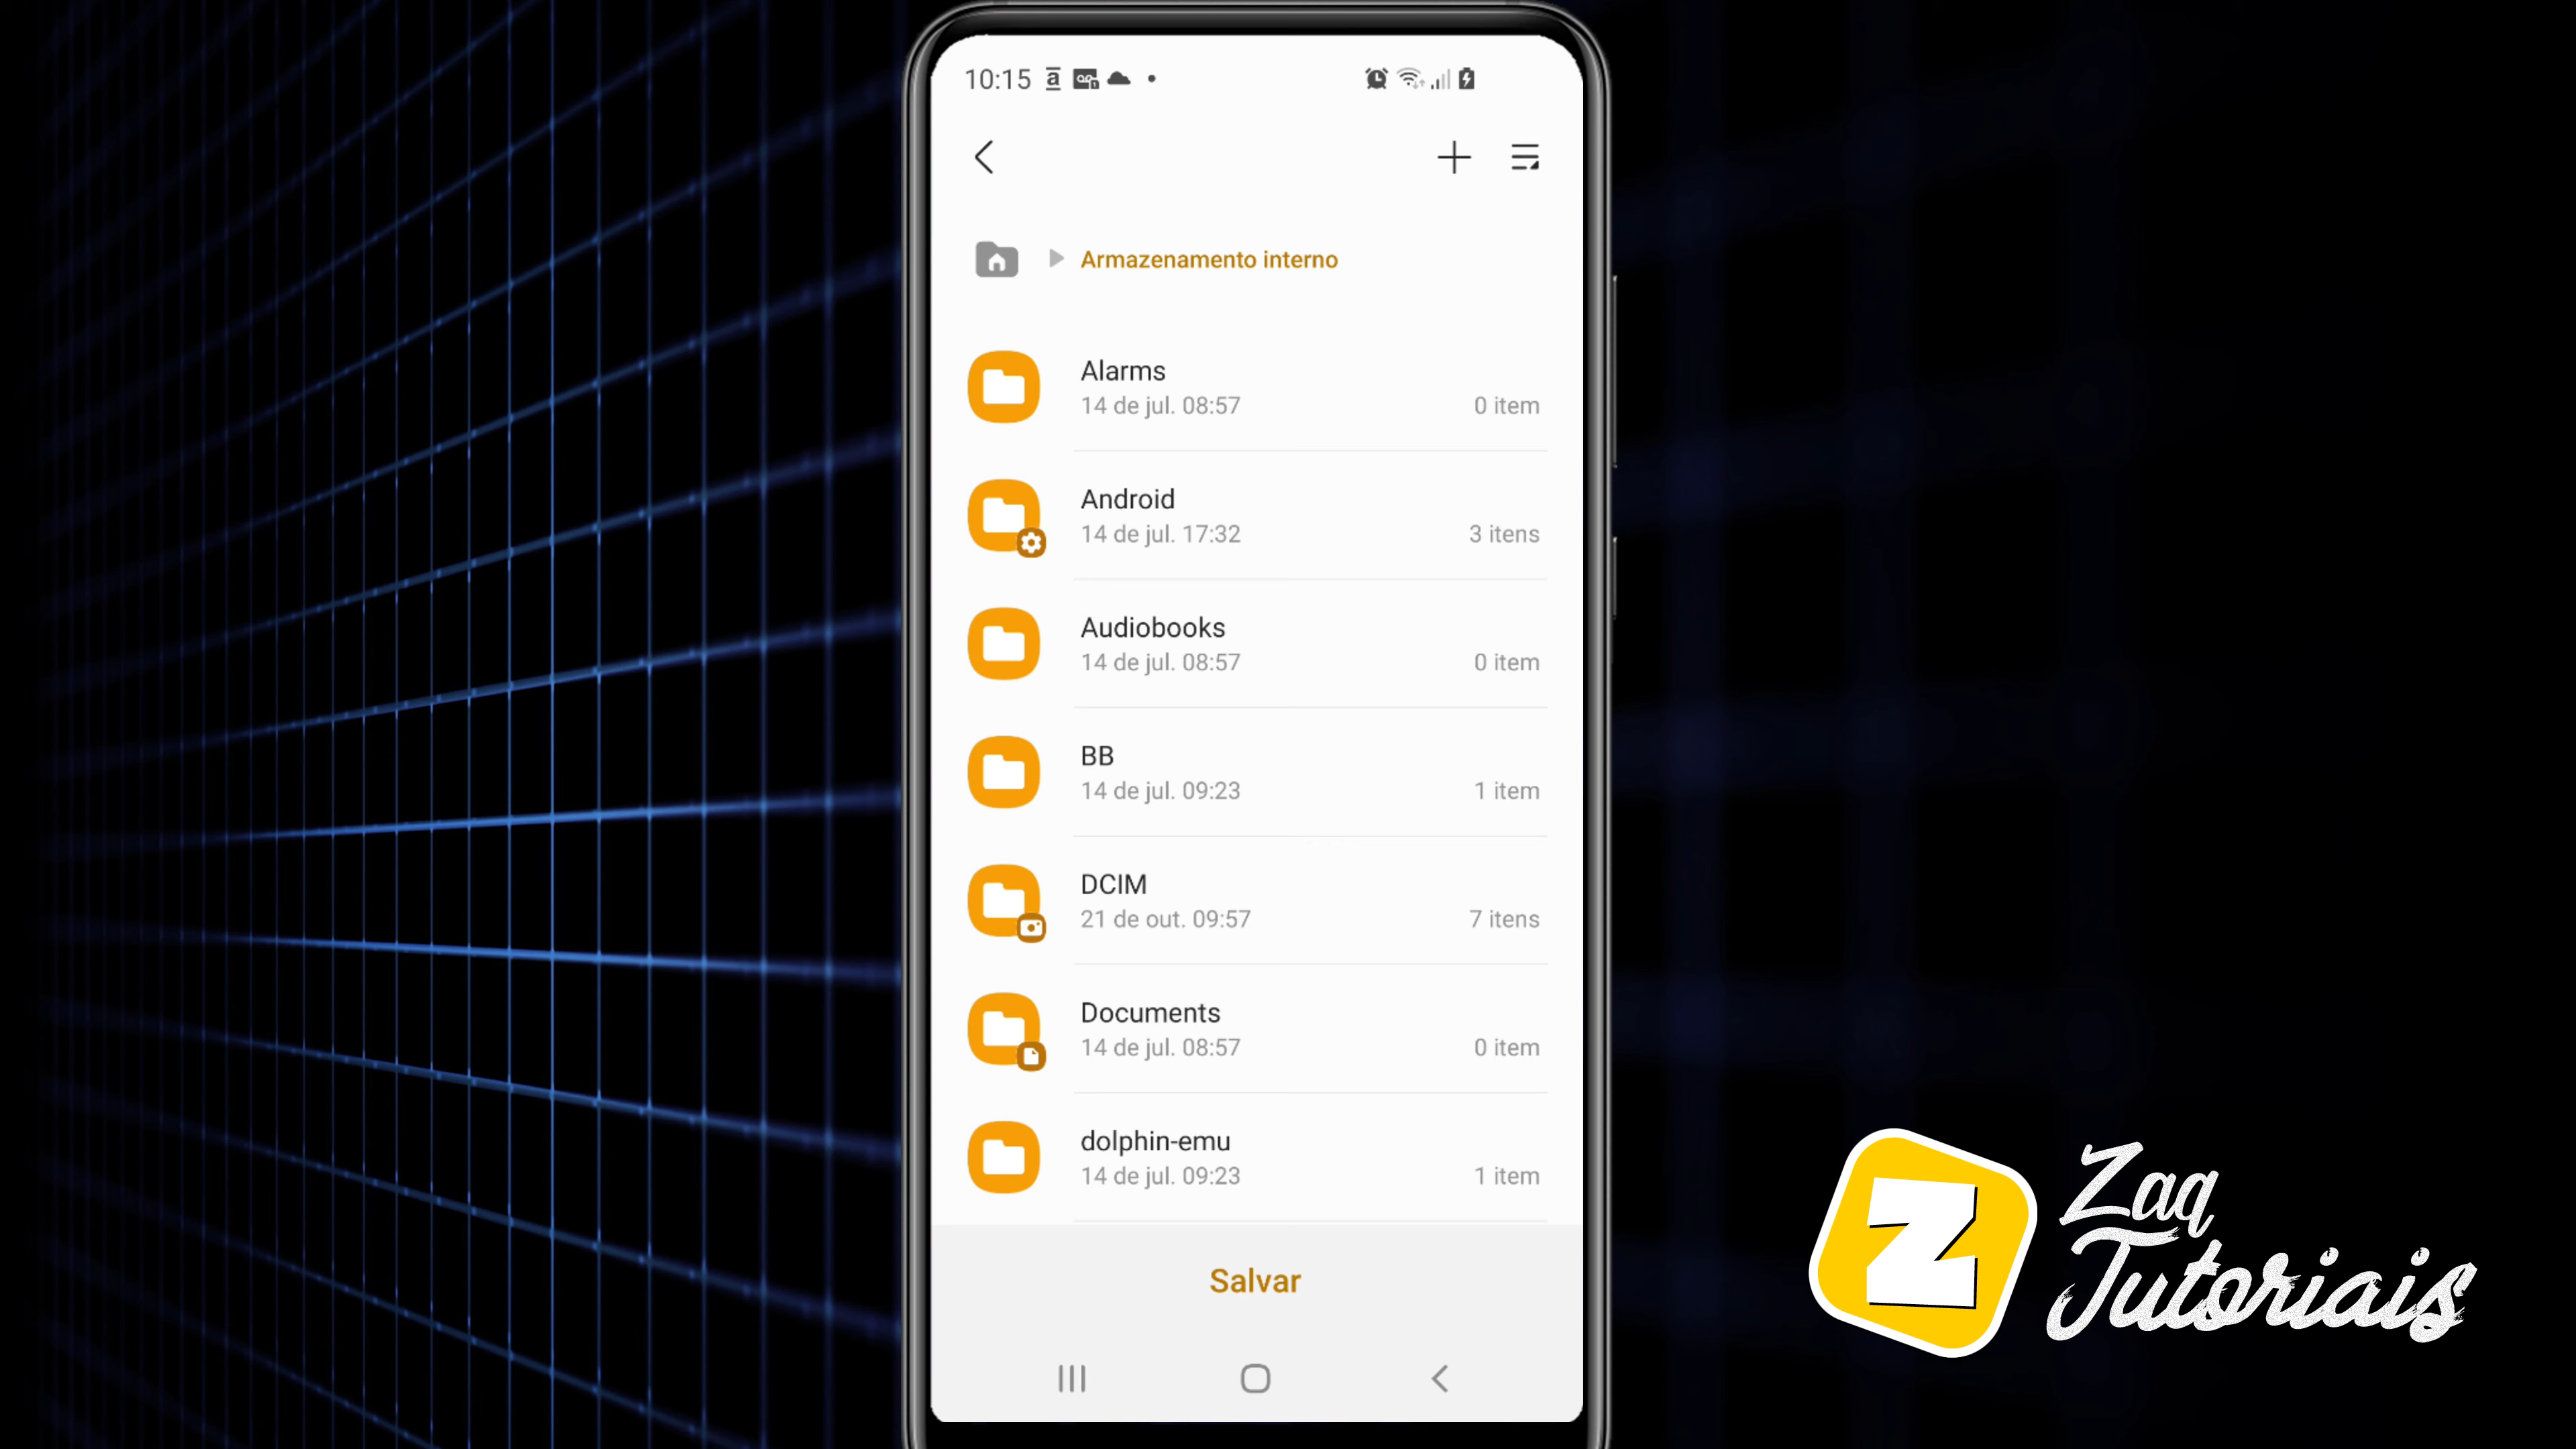 10:15
Armazenamento interno
Alarms
14 de jul. 08:57
0 item
Android
14 de jul. 17:32
3 itens
Audiobooks
14 de jul. 08:57
0 item
BB
14 de jul. 09:23
1 item
DCIM
21 de out. 09:57
7 itens
Documents
14 de jul. 08:57
0 item
dolphin-emu
14 de jul. 09:23
1 item
Salvar
Z
Zaq
Tutoriais